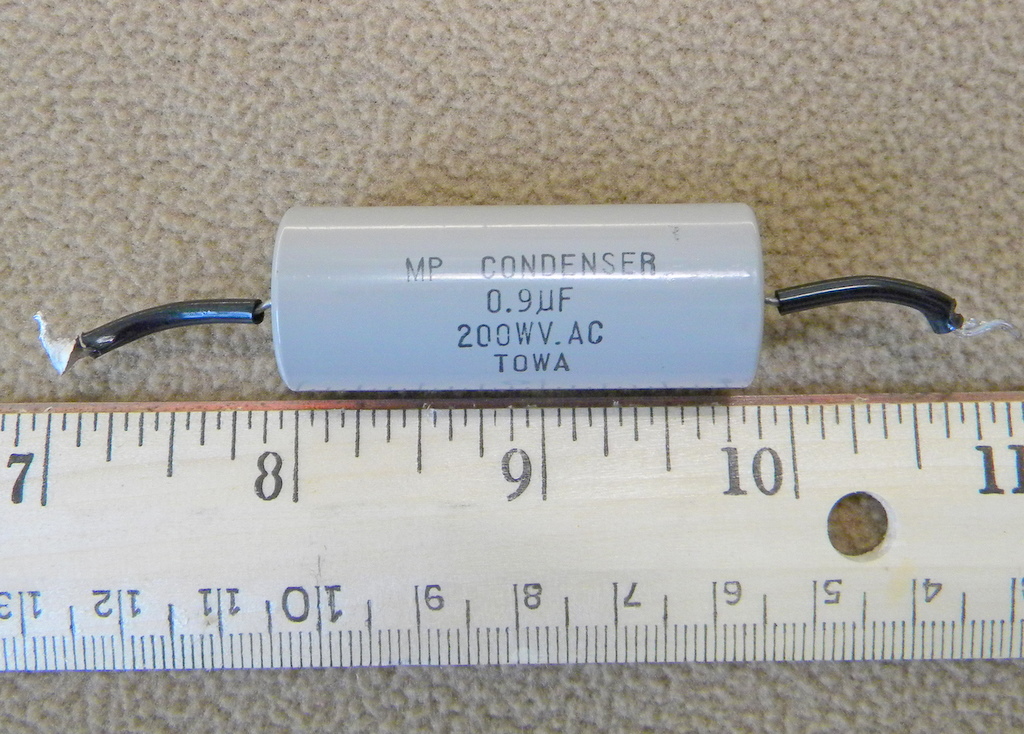 MP CONDENSER
0.9µF
200WV.AC
TOWA
7 8 9 10 11
13 12 11 10 9 8 7 6 5 4